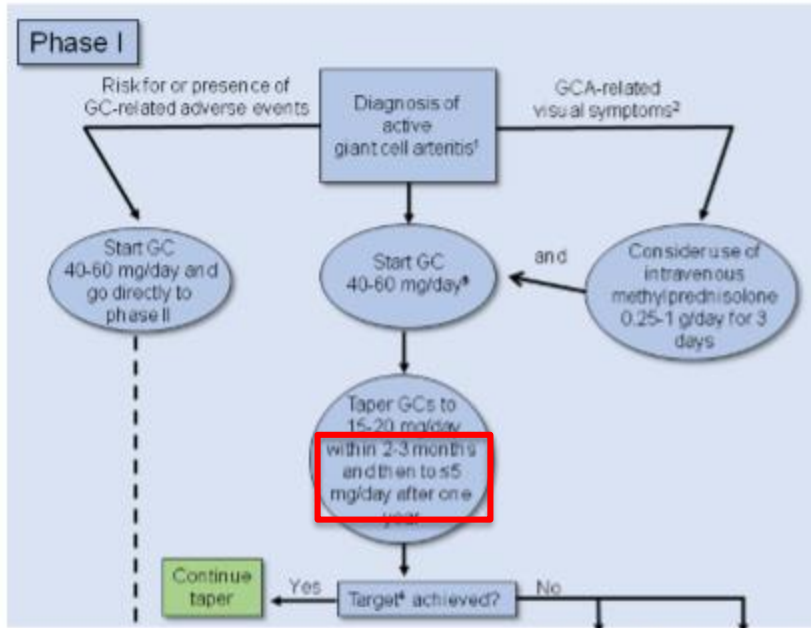 Phase I
Risk for or presence of
GC-related adverse events
Diagnosis of
active
giant cell arteritis¹
GCA-related
visual symptoms²
Start GC
40-60 mg/day and
go directly to
phase II
Start GC
40-60 mg/day³
and
Consider use of
intravenous
methylprednisolone
0.25-1 g/day for 3
days
Taper GCs to
15-20 mg/day
within 2-3 months
and then to ≤5
mg/day after one
year
Continue
taper
Yes
Target⁴ achieved?
No